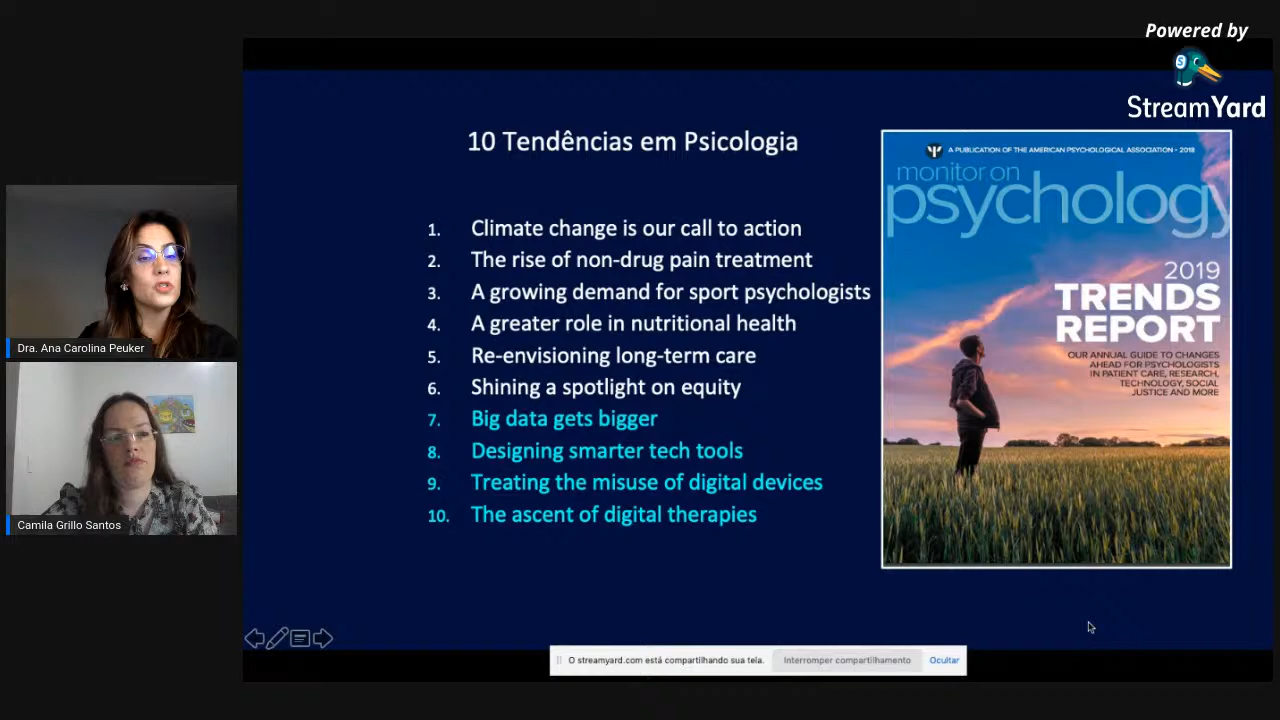 Powered by
StreamYard
10 Tendências em Psicologia
1. Climate change is our call to action
2. The rise of non-drug pain treatment
3. A growing demand for sport psychologists
4. A greater role in nutritional health
5. Re-envisioning long-term care
6. Shining a spotlight on equity
7. Big data gets bigger
8. Designing smarter tech tools
9. Treating the misuse of digital devices
10. The ascent of digital therapies
A PUBLICATION OF THE AMERICAN PSYCHOLOGICAL ASSOCIATION • 2019
monitor on
psychology
2019
TRENDS
REPORT
OUR ANNUAL GUIDE TO CHANGES
AHEAD FOR PSYCHOLOGISTS
IN PATIENT CARE, RESEARCH,
TECHNOLOGY, SOCIAL
JUSTICE AND MORE
Dra. Ana Carolina Peuker
Camila Grillo Santos
O streamyard.com está compartilhando sua tela. Interromper compartilhamento Ocultar